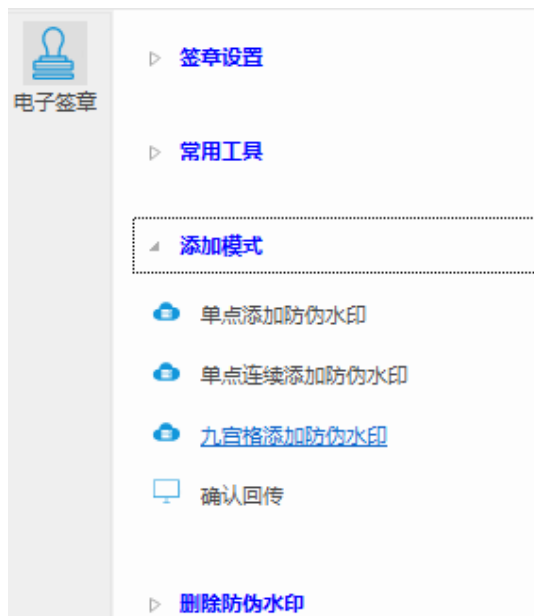 电子签章
签章设置
常用工具
添加模式
单点添加防伪水印
单点连续添加防伪水印
九宫格添加防伪水印
确认回传
删除防伪水印